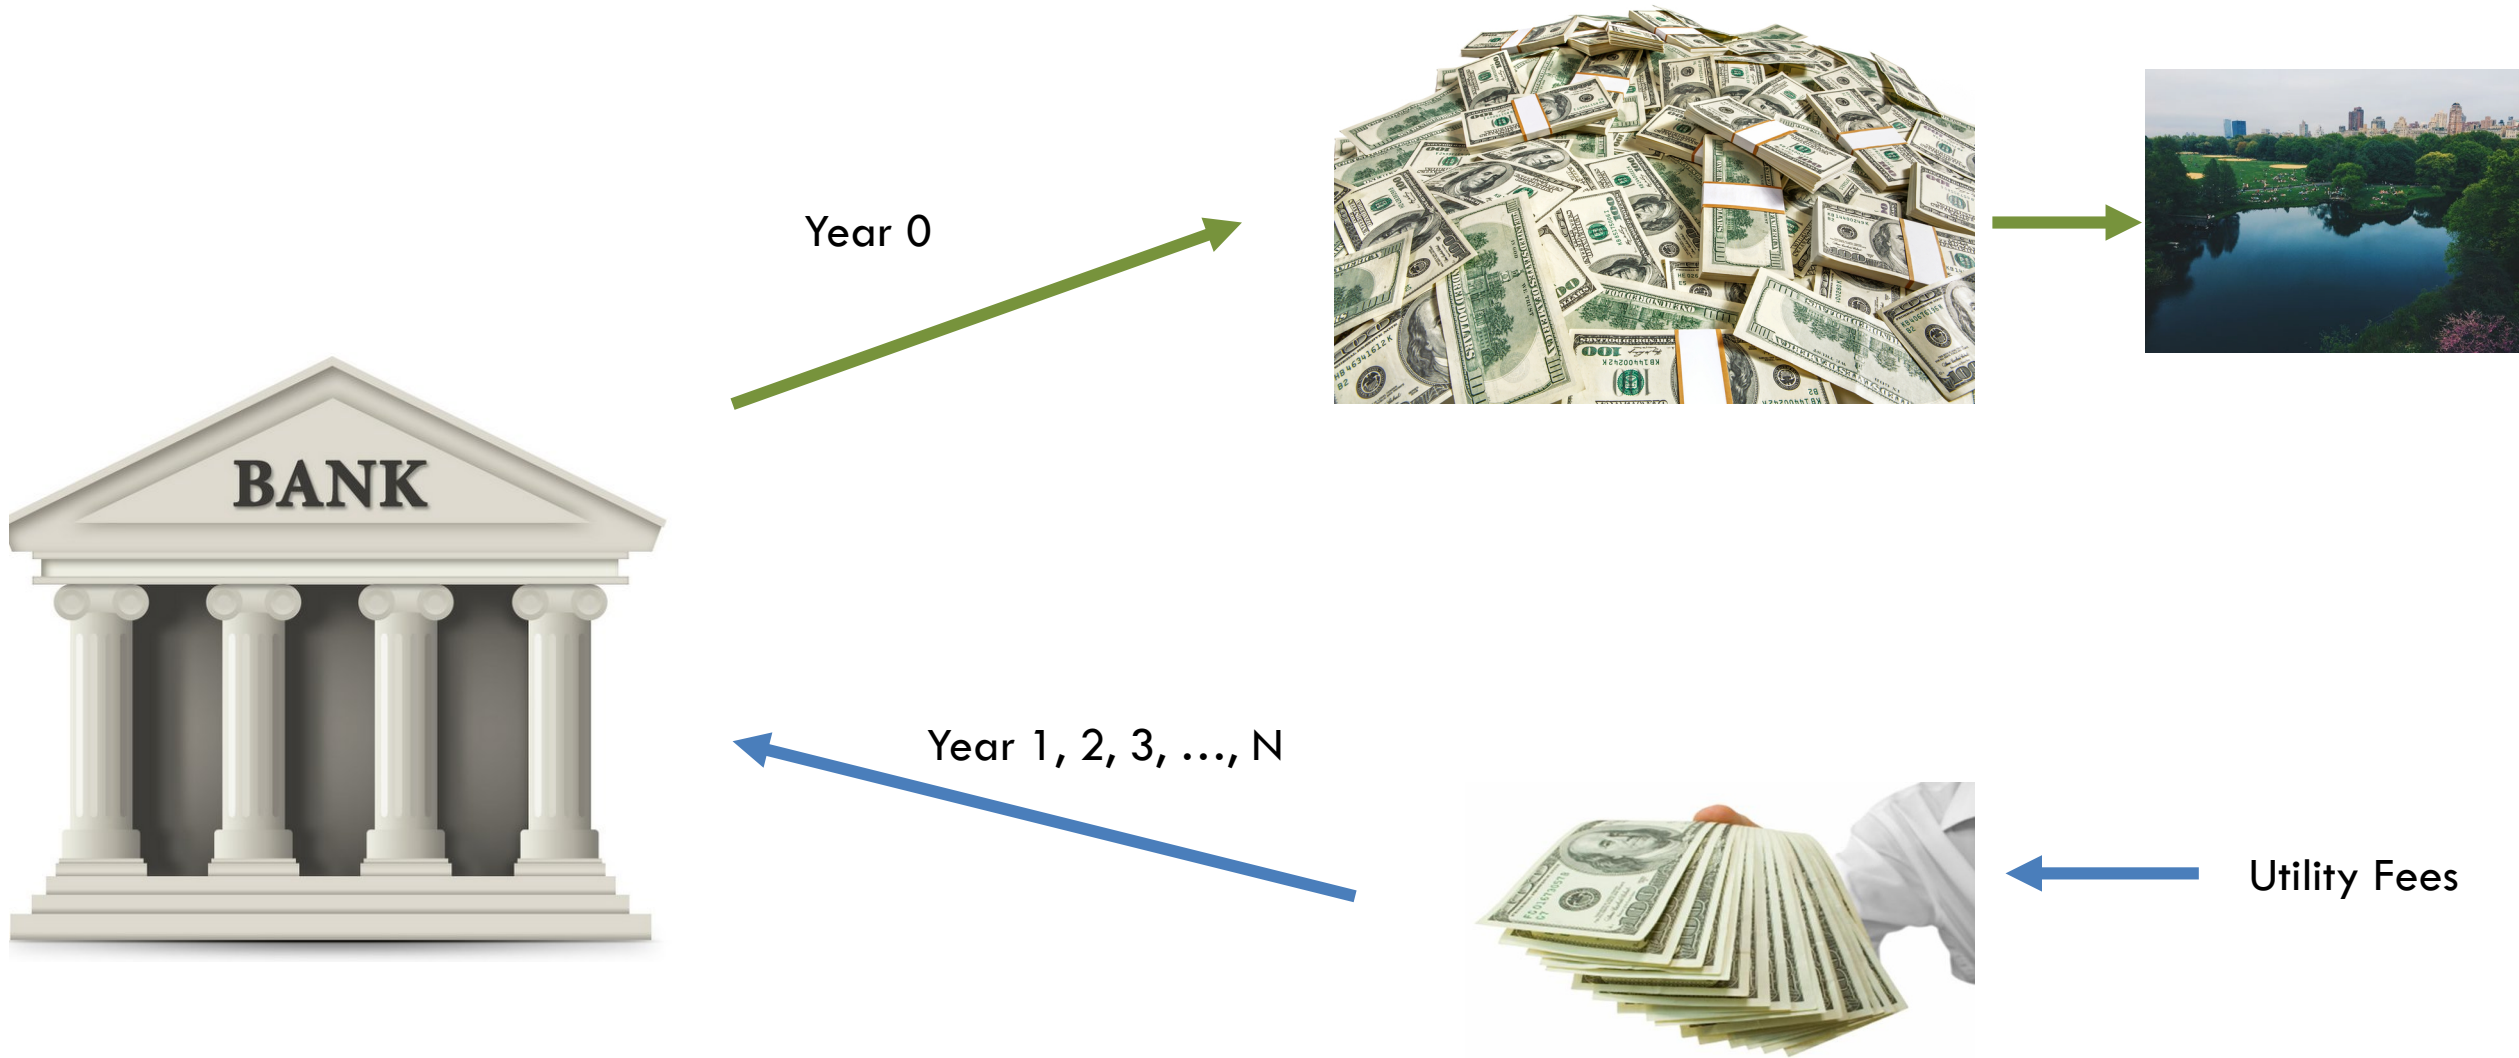 Year 0
BANK
Year 1, 2, 3, ..., N
Utility Fees